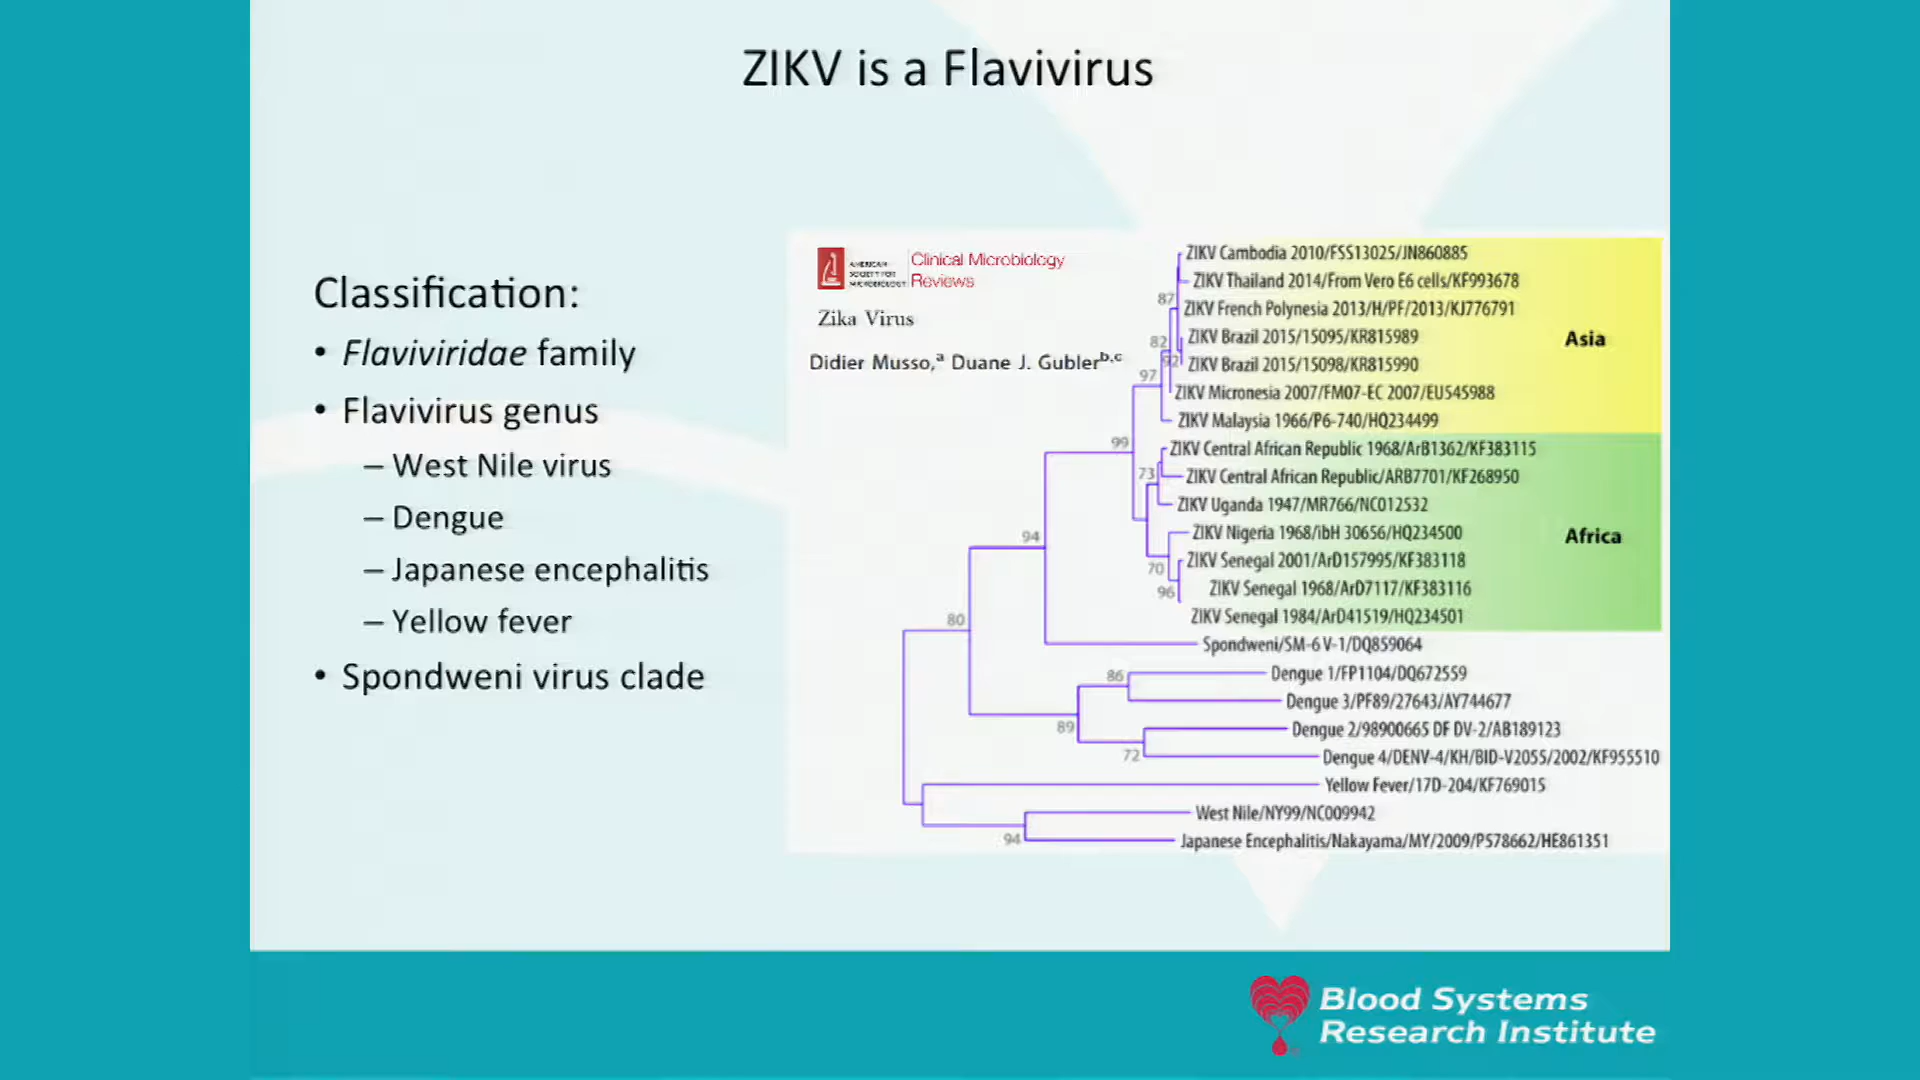 ZIKV is a Flavivirus
Classification:
• Flaviviridae family
• Flavivirus genus
– West Nile virus
– Dengue
– Japanese encephalitis
– Yellow fever
• Spondweni virus clade
AMERICAN SOCIETY FOR MICROBIOLOGY
Clinical Microbiology
Reviews
Zika Virus
Didier Musso,a Duane J. Gublerb,c
ZIKV Cambodia 2010/FSS13025/JN860885
ZIKV Thailand 2014/From Vero E6 cells/KF993678
87
ZIKV French Polynesia 2013/H/PF/2013/KJ776791
82
ZIKV Brazil 2015/15095/KR815989
Asia
92
ZIKV Brazil 2015/15098/KR815990
97
ZIKV Micronesia 2007/FM07-EC 2007/EU545988
ZIKV Malaysia 1966/P6-740/HQ234499
99
ZIKV Central African Republic 1968/ArB1362/KF383115
73
ZIKV Central African Republic/ARB7701/KF268950
ZIKV Uganda 1947/MR766/NC012532
94
ZIKV Nigeria 1968/ibH 30656/HQ234500
Africa
70
ZIKV Senegal 2001/ArD157995/KF383118
96
ZIKV Senegal 1968/ArD7117/KF383116
80
ZIKV Senegal 1984/ArD41519/HQ234501
Spondweni/SM-6 V-1/DQ859064
86
Dengue 1/FP1104/DQ672559
Dengue 3/PF89/27643/AY744677
89
Dengue 2/98900665 DF DV-2/AB189123
72
Dengue 4/DENV-4/KH/BID-V2055/2002/KF955510
Yellow Fever/17D-204/KF769015
West Nile/NY99/NC009942
94
Japanese Encephalitis/Nakayama/MY/2009/PS78662/HE861351
Blood Systems
Research Institute